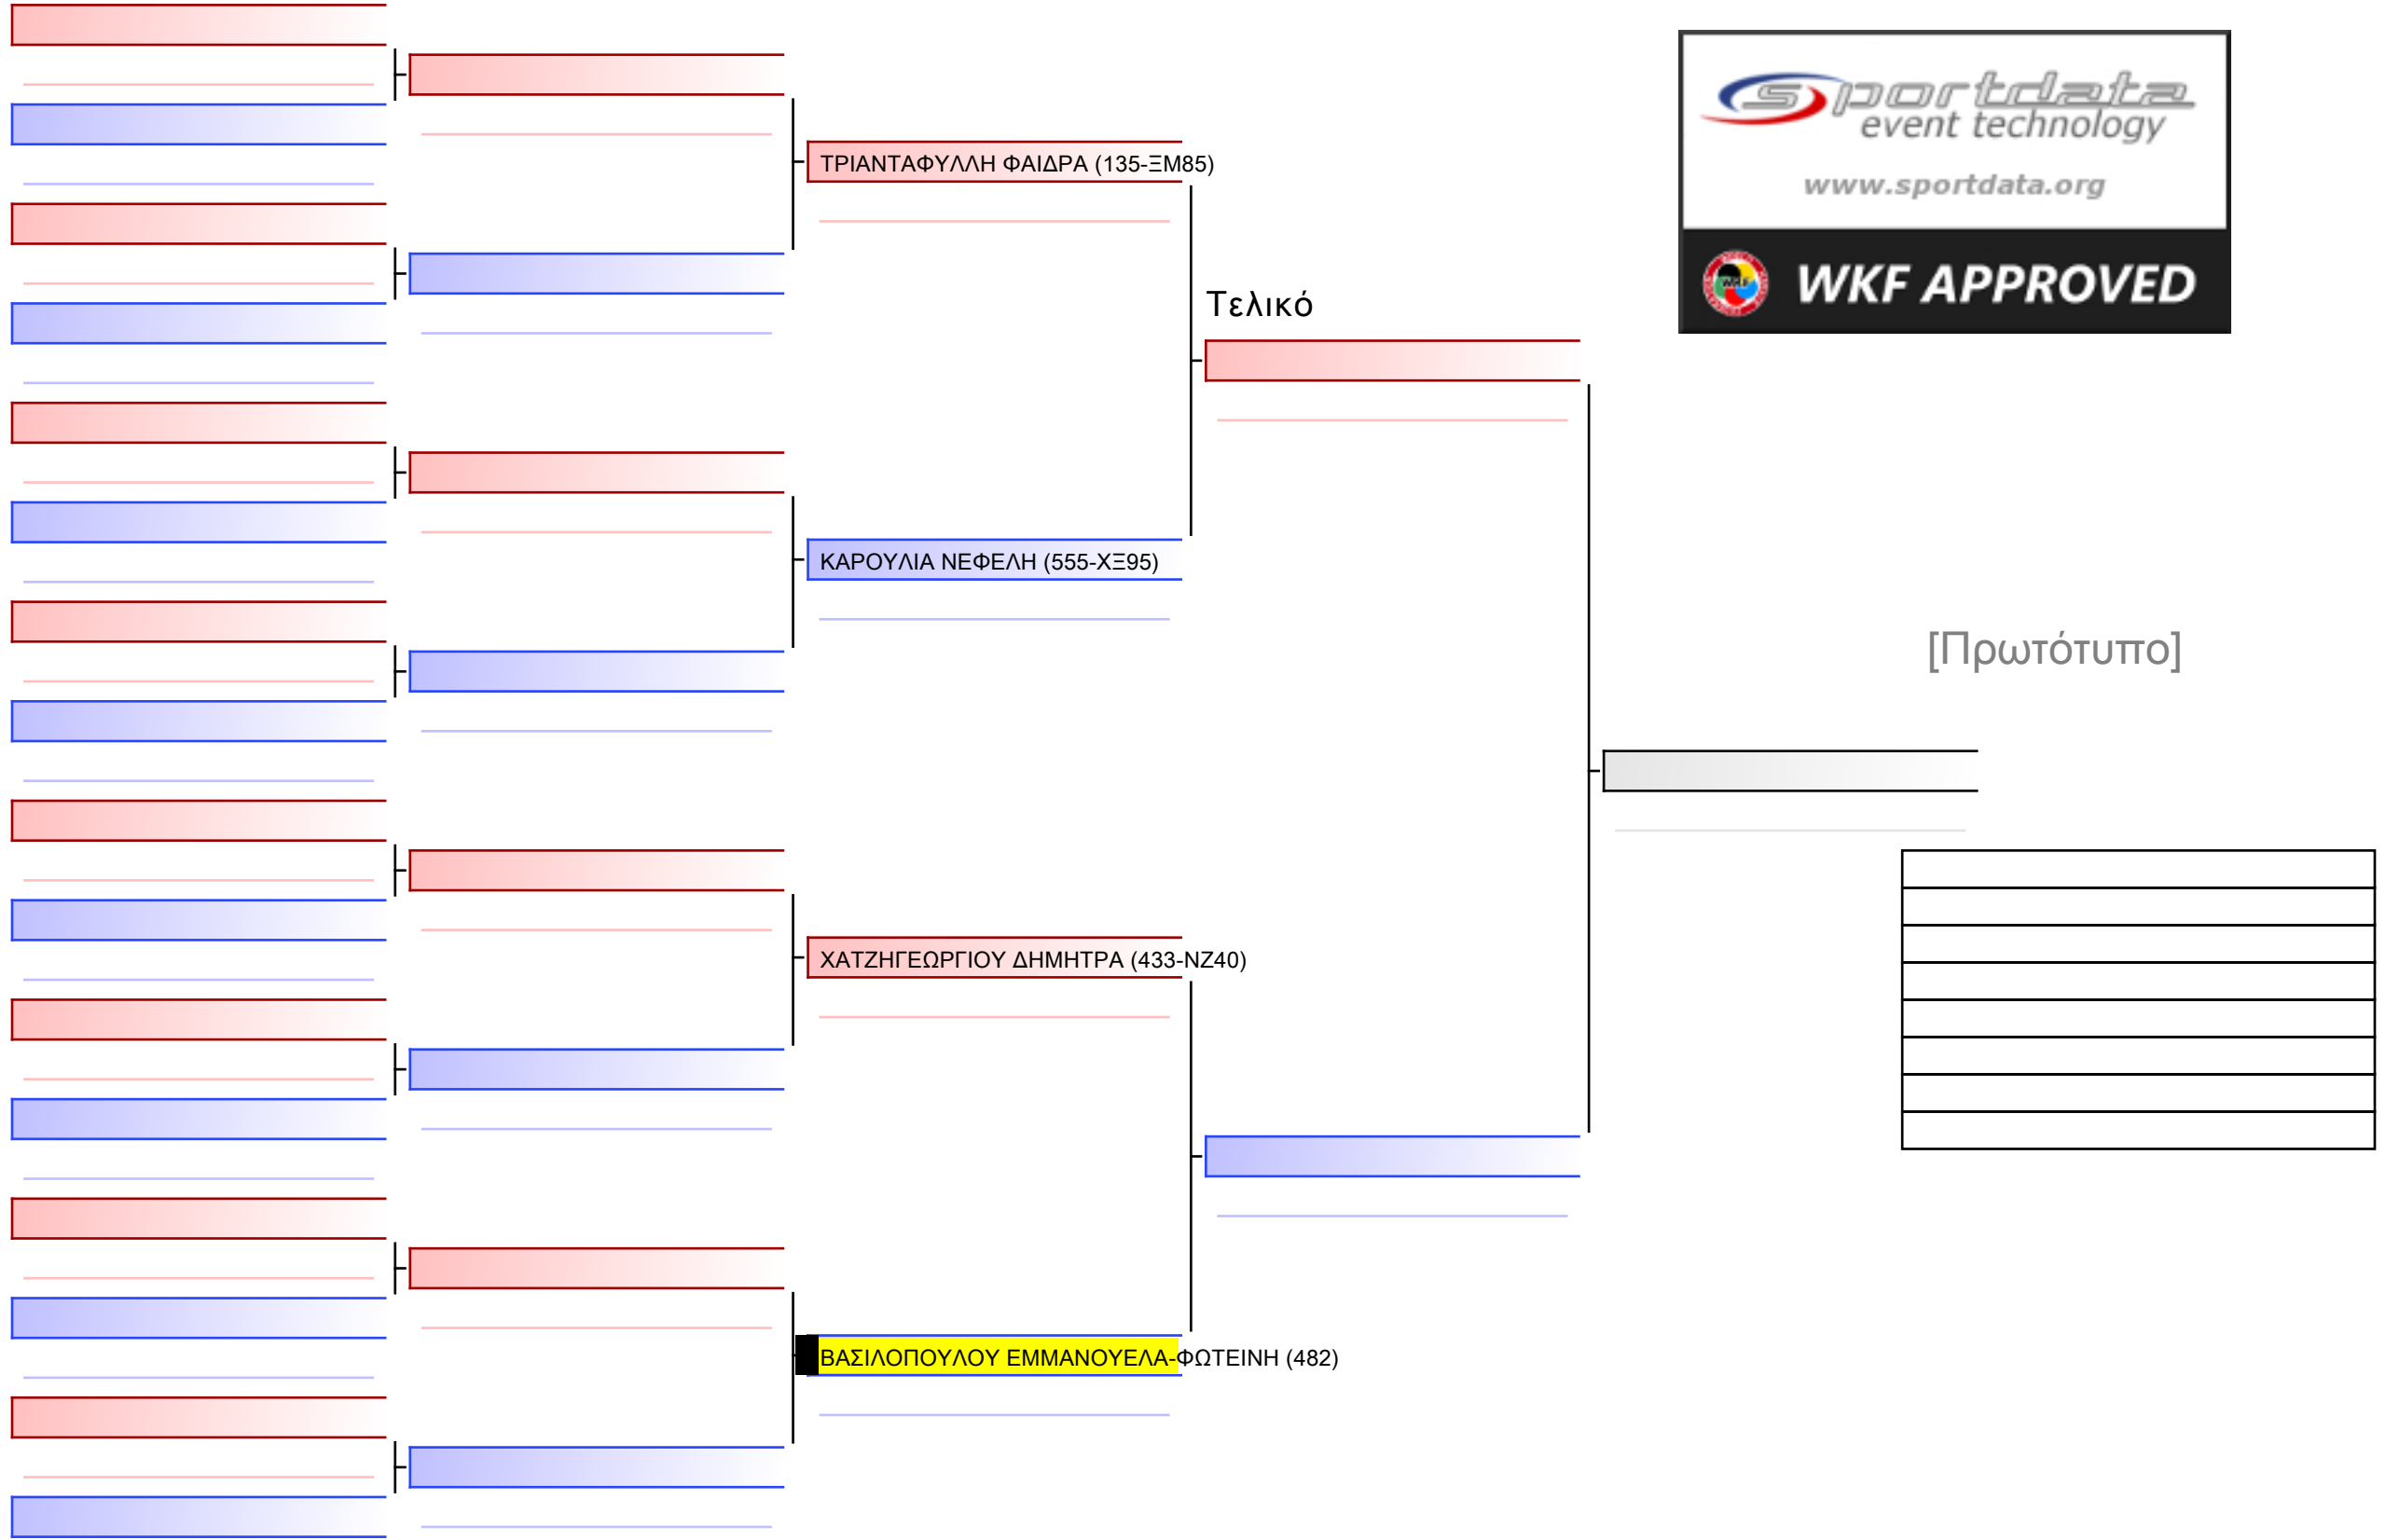 sportdata
event technology
www.sportdata.org
WKF APPROVED
ΤΡΙΑΝΤΑΦΥΛΛΗ ΦΑΙΔΡΑ (135-ΞΜ85)
Τελικό
ΚΑΡΟΥΛΙΑ ΝΕΦΕΛΗ (555-ΧΞ95)
[Πρωτότυπο]
ΧΑΤΖΗΓΕΩΡΓΙΟΥ ΔΗΜΗΤΡΑ (433-ΝΖ40)
ΒΑΣΙΛΟΠΟΥΛΟΥ ΕΜΜΑΝΟΥΕΛΑ-ΦΩΤΕΙΝΗ (482)